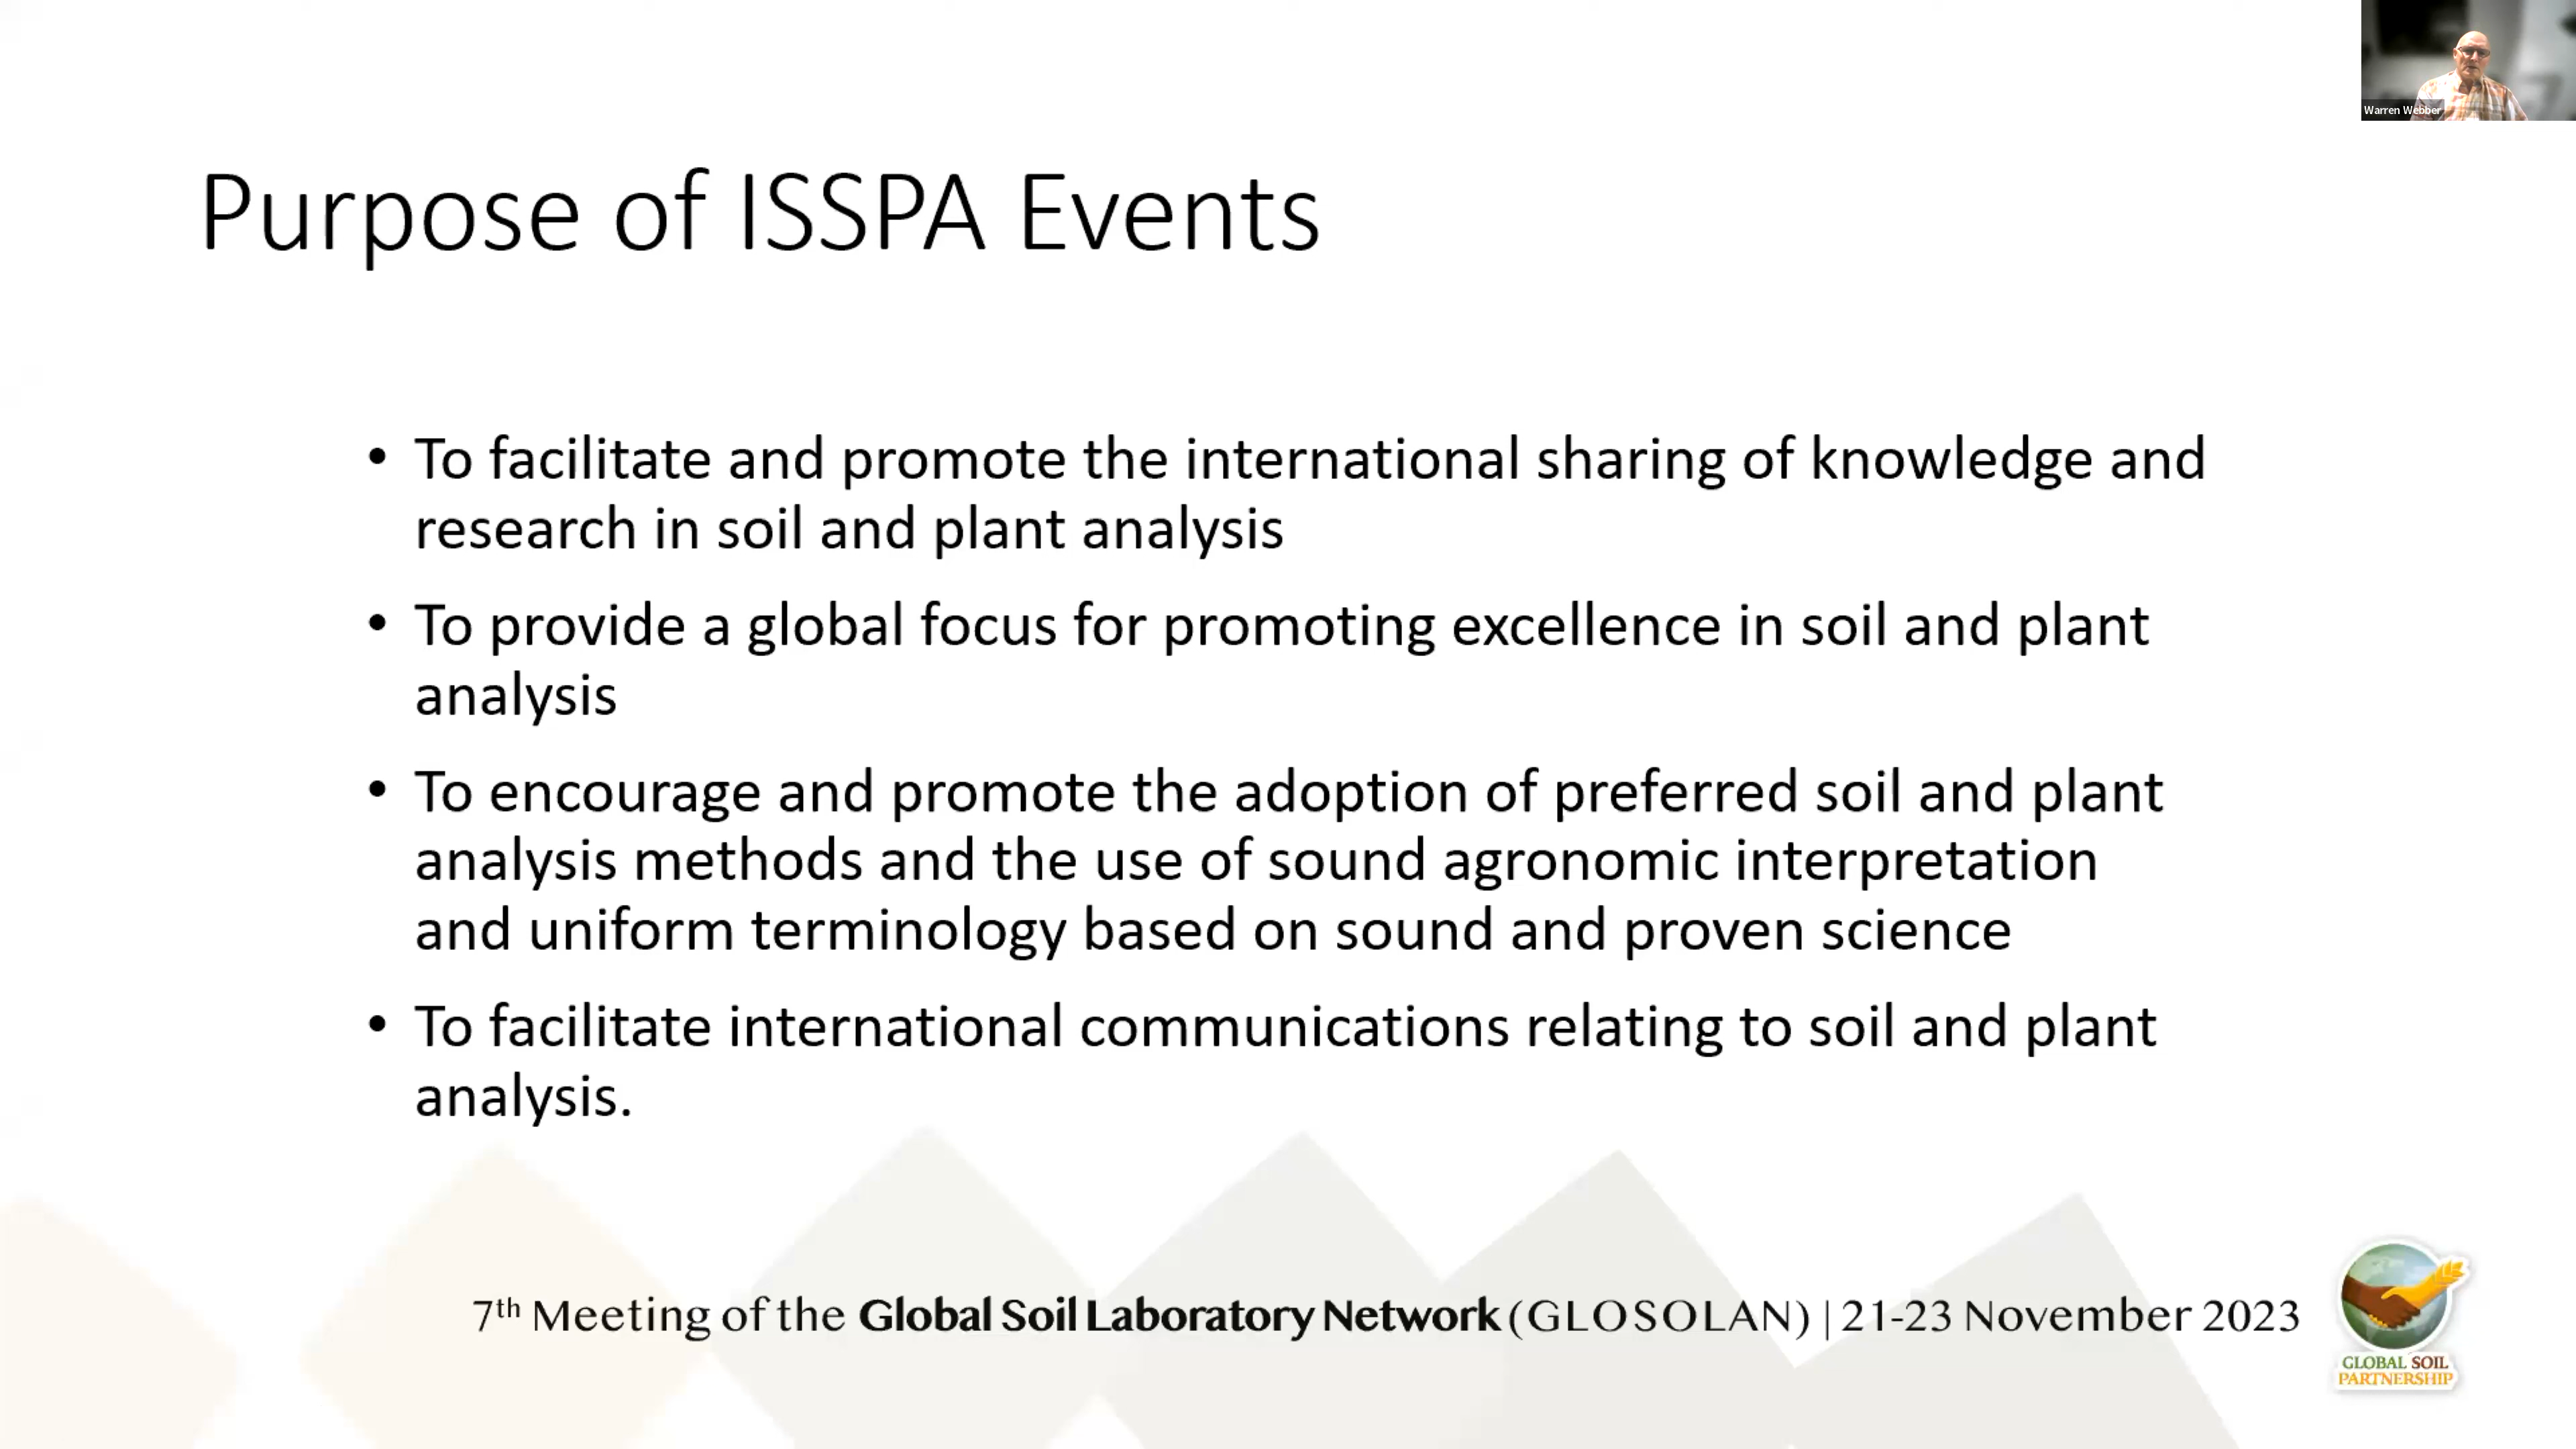 Warren Webber
Purpose of ISSPA Events
• To facilitate and promote the international sharing of knowledge and
research in soil and plant analysis
• To provide a global focus for promoting excellence in soil and plant
analysis
• To encourage and promote the adoption of preferred soil and plant
analysis methods and the use of sound agronomic interpretation
and uniform terminology based on sound and proven science
• To facilitate international communications relating to soil and plant
analysis.
7th Meeting of the Global Soil Laboratory Network (GLOSOLAN) | 21-23 November 2023
GLOBAL SOIL
PARTNERSHIP